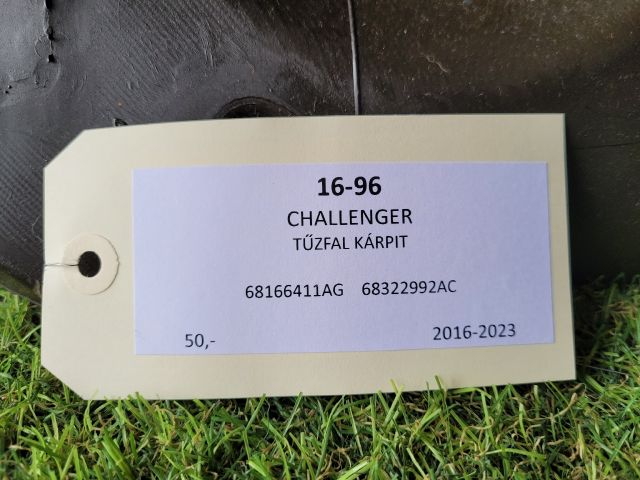 16-96
CHALLENGER
TŰZFAL KÁRPIT
68166411AG 68322992AC
50,- 2016-2023